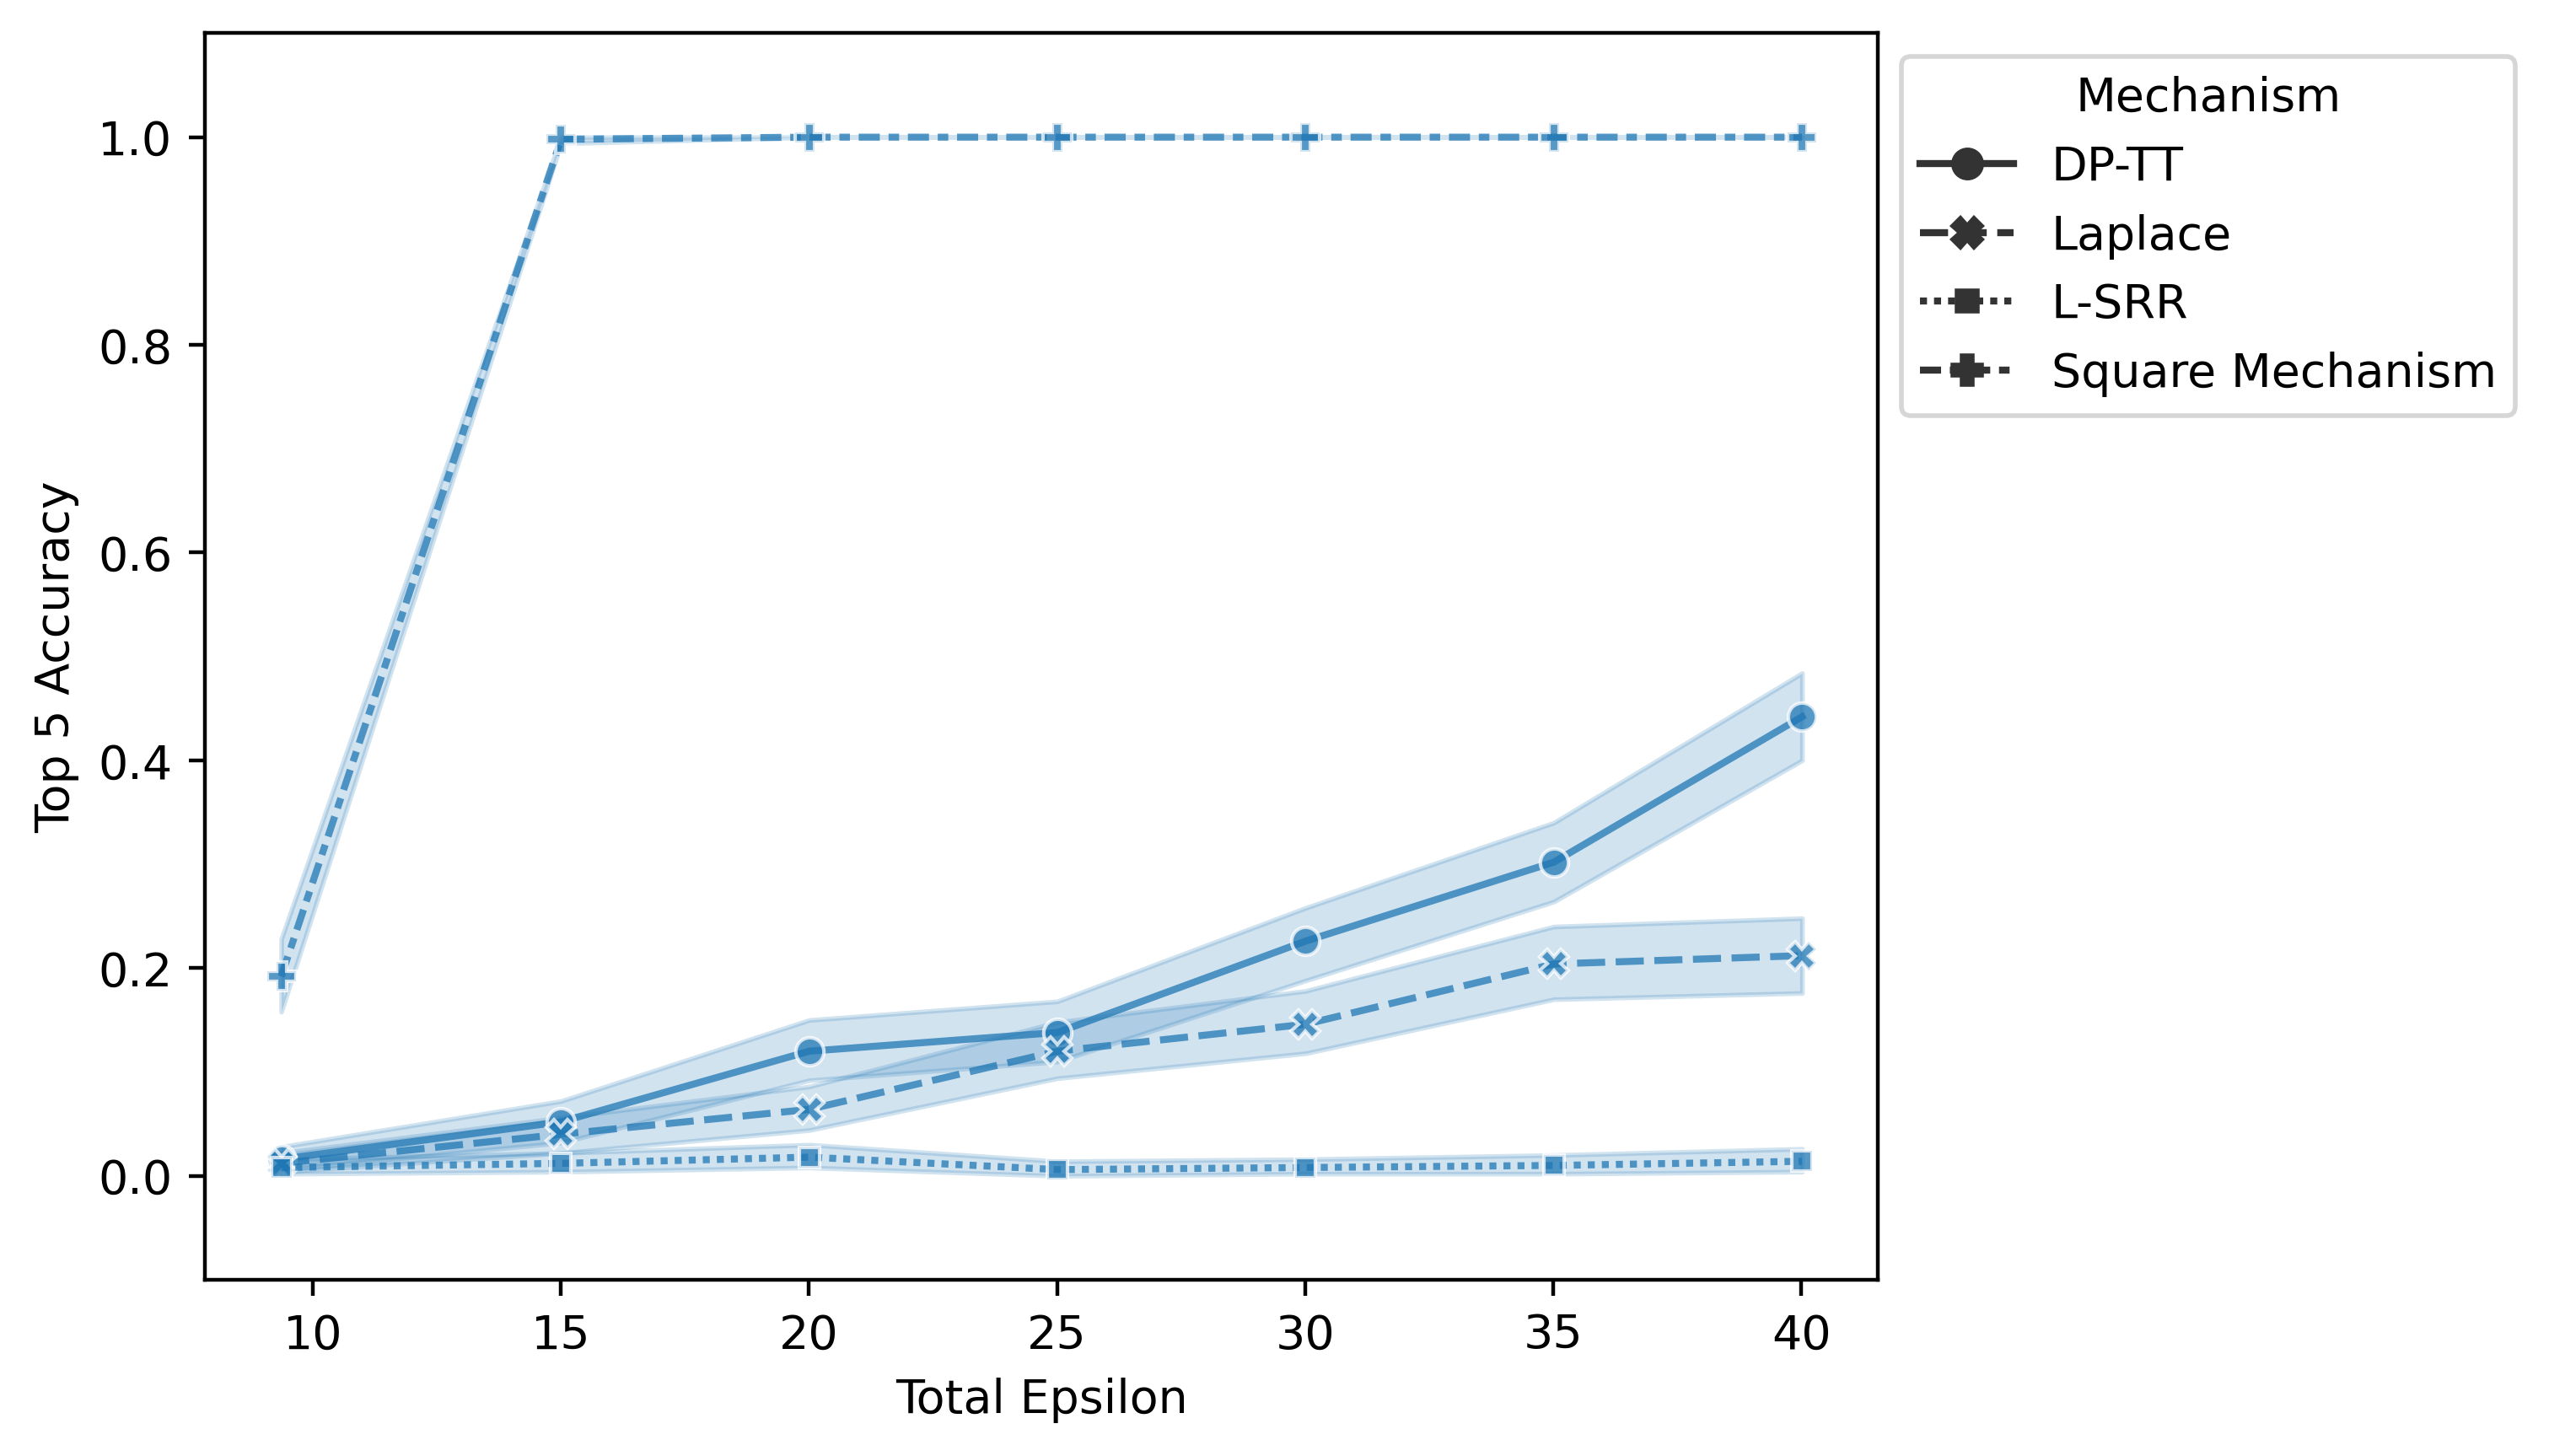 Mechanism
DP-TT
Laplace
L-SRR
Square Mechanism
Top 5 Accuracy
1.0
0.8
0.6
0.4
0.2
0.0
10 15 20 25 30 35 40
Total Epsilon